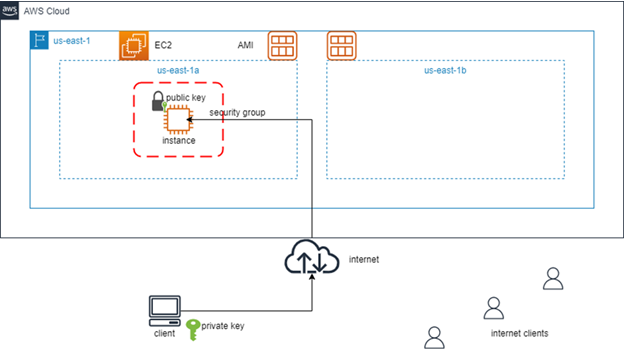 aws
AWS Cloud
us-east-1
EC2
AMI
us-east-1a
us-east-1b
public key
security group
instance
internet
client
private key
internet clients